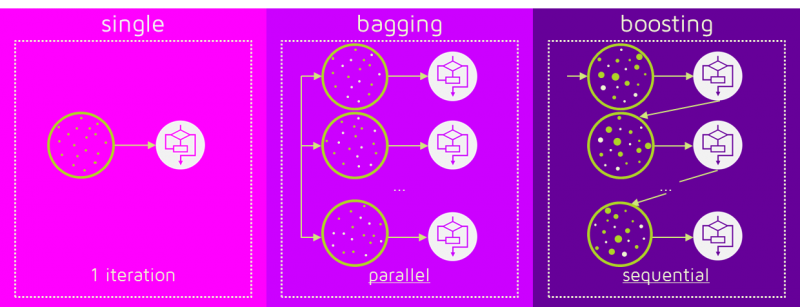 single
bagging
boosting
...
...
1 iteration
parallel
sequential